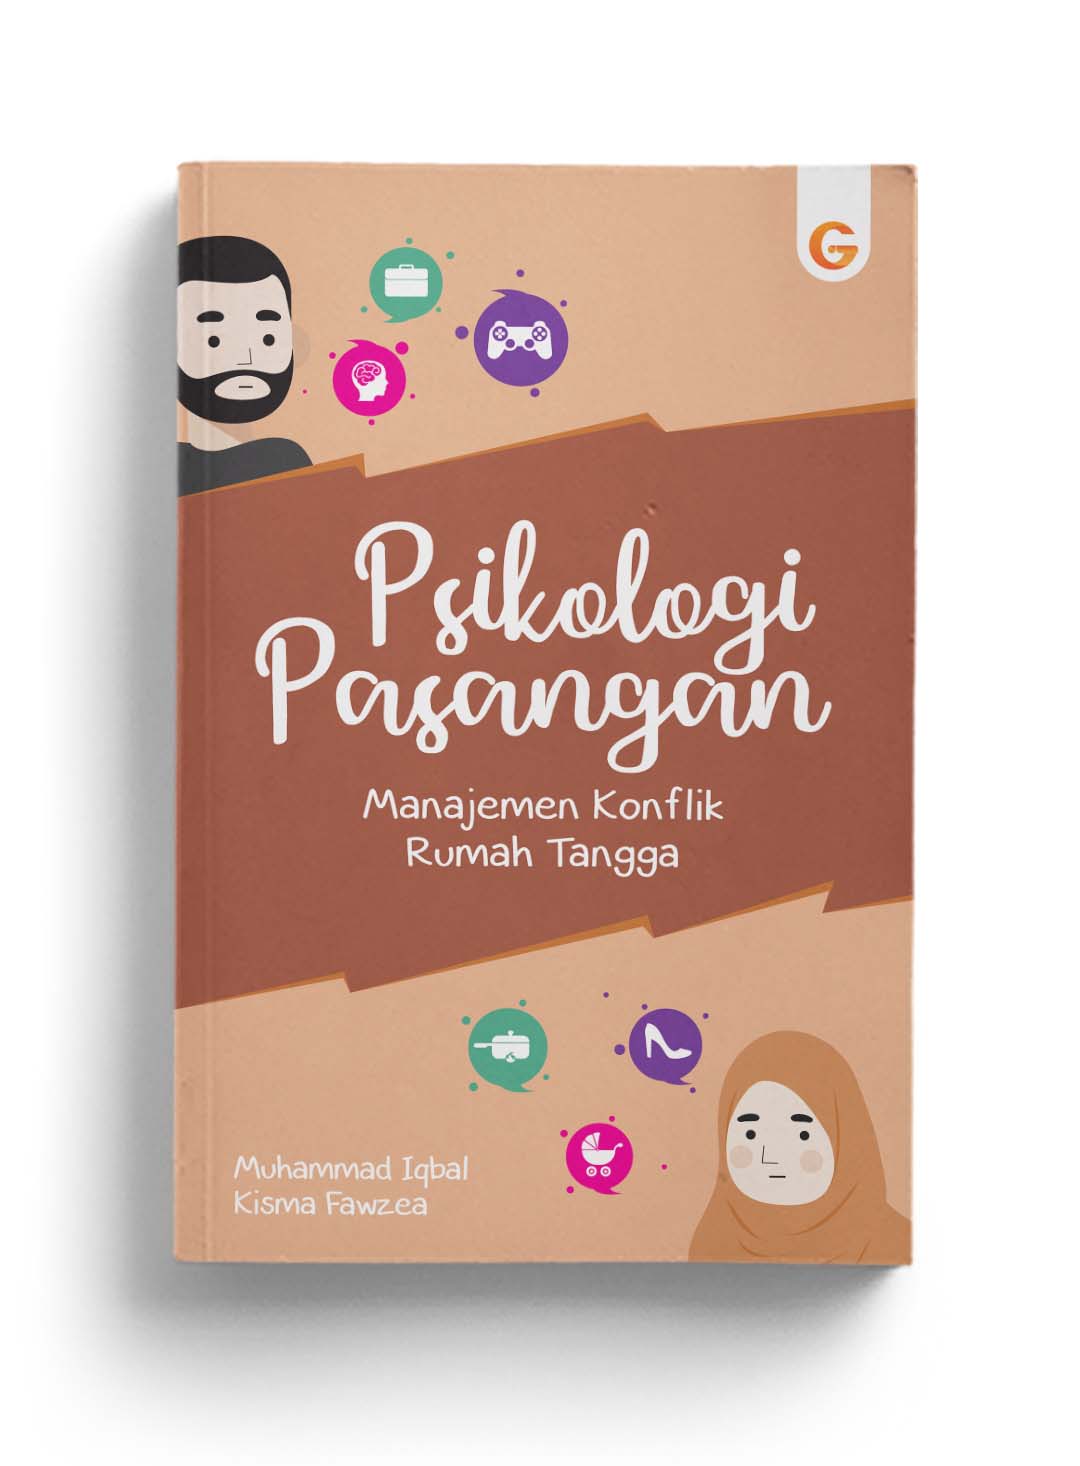 G
Psikologi
Pasangan
Manajemen Konflik
Rumah Tangga
Muhammad Iqbal
Kisma Fawzea